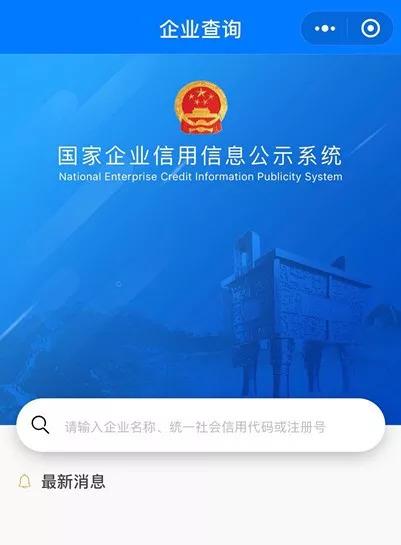 企业查询
国家企业信用信息公示系统
National Enterprise Credit Information Publicity System
请输入企业名称、统一社会信用代码或注册号
最新消息